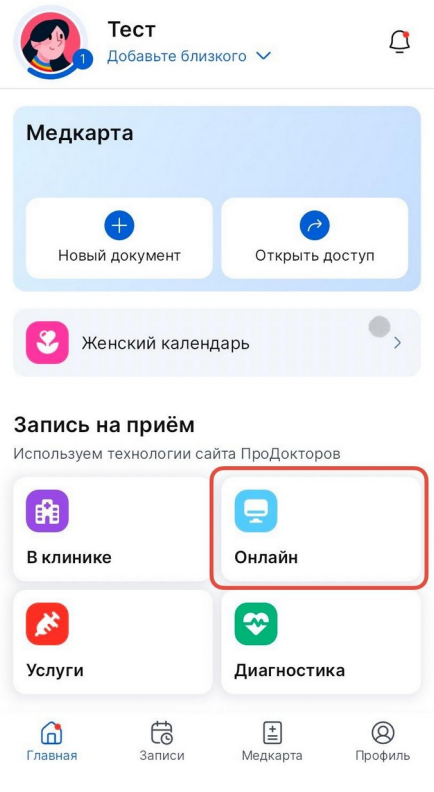 Тест
1
Добавьте близкого
Медкарта
Новый документ
Открыть доступ
Женский календарь
Запись на приём
Используем технологии сайта ПроДокторов
В клинике
Онлайн
Услуги
Диагностика
Главная
Записи
Медкарта
Профиль